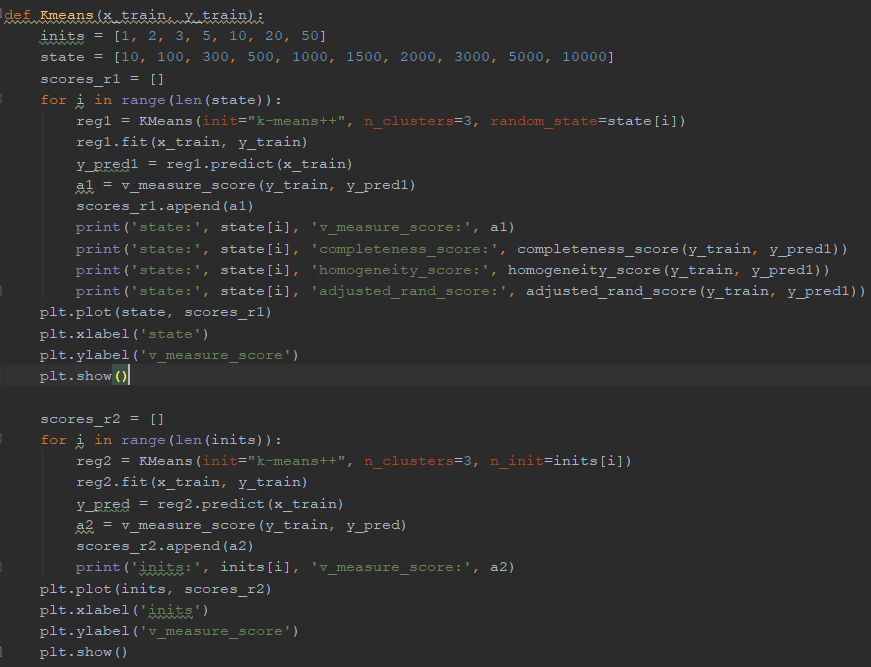 def Kmeans(x_train, y_train):
    inits = [1, 2, 3, 5, 10, 20, 50]
    state = [10, 100, 300, 500, 1000, 1500, 2000, 3000, 5000, 10000]
    scores_r1 = []
    for i in range(len(state)):
        reg1 = KMeans(init="k-means++", n_clusters=3, random_state=state[i])
        reg1.fit(x_train, y_train)
        y_pred1 = reg1.predict(x_train)
        a1 = v_measure_score(y_train, y_pred1)
        scores_r1.append(a1)
        print('state:', state[i], 'v_measure_score:', a1)
        print('state:', state[i], 'completeness_score:', completeness_score(y_train, y_pred1))
        print('state:', state[i], 'homogeneity_score:', homogeneity_score(y_train, y_pred1))
        print('state:', state[i], 'adjusted_rand_score:', adjusted_rand_score(y_train, y_pred1))
    plt.plot(state, scores_r1)
    plt.xlabel('state')
    plt.ylabel('v_measure_score')
    plt.show()
    scores_r2 = []
    for i in range(len(inits)):
        reg2 = KMeans(init="k-means++", n_clusters=3, n_init=inits[i])
        reg2.fit(x_train, y_train)
        y_pred = reg2.predict(x_train)
        a2 = v_measure_score(y_train, y_pred)
        scores_r2.append(a2)
        print('inits:', inits[i], 'v_measure_score:', a2)
    plt.plot(inits, scores_r2)
    plt.xlabel('inits')
    plt.ylabel('v_measure_score')
    plt.show()